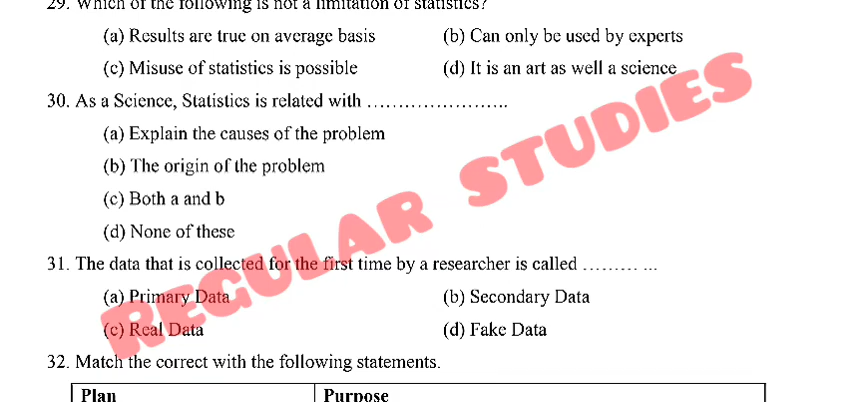 29. Which of the following is not a limitation of statistics?
(a) Results are true on average basis (b) Can only be used by experts
(c) Misuse of statistics is possible (d) It is an art as well a science
30. As a Science, Statistics is related with …………………..
(a) Explain the causes of the problem
(b) The origin of the problem
(c) Both a and b
(d) None of these
31. The data that is collected for the first time by a researcher is called ……… ...
(a) Primary Data (b) Secondary Data
(c) Real Data (d) Fake Data
32. Match the correct with the following statements.
Plan Purpose
REGULAR STUDIES